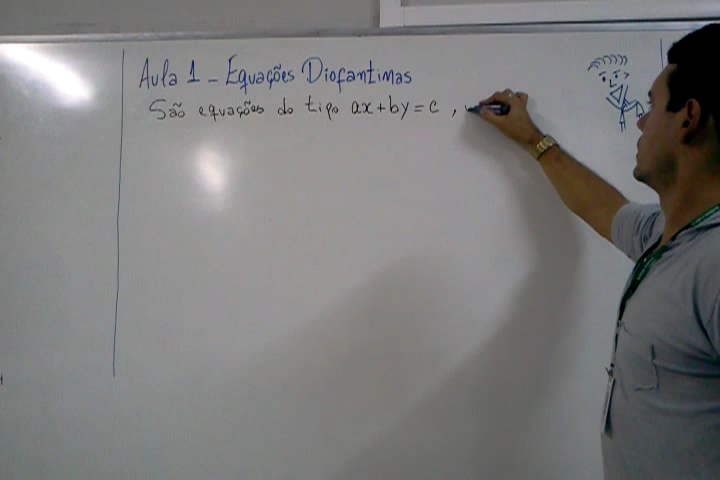 Aula 1 - Equações Diofantinas
São equações do tipo ax + by = c ,